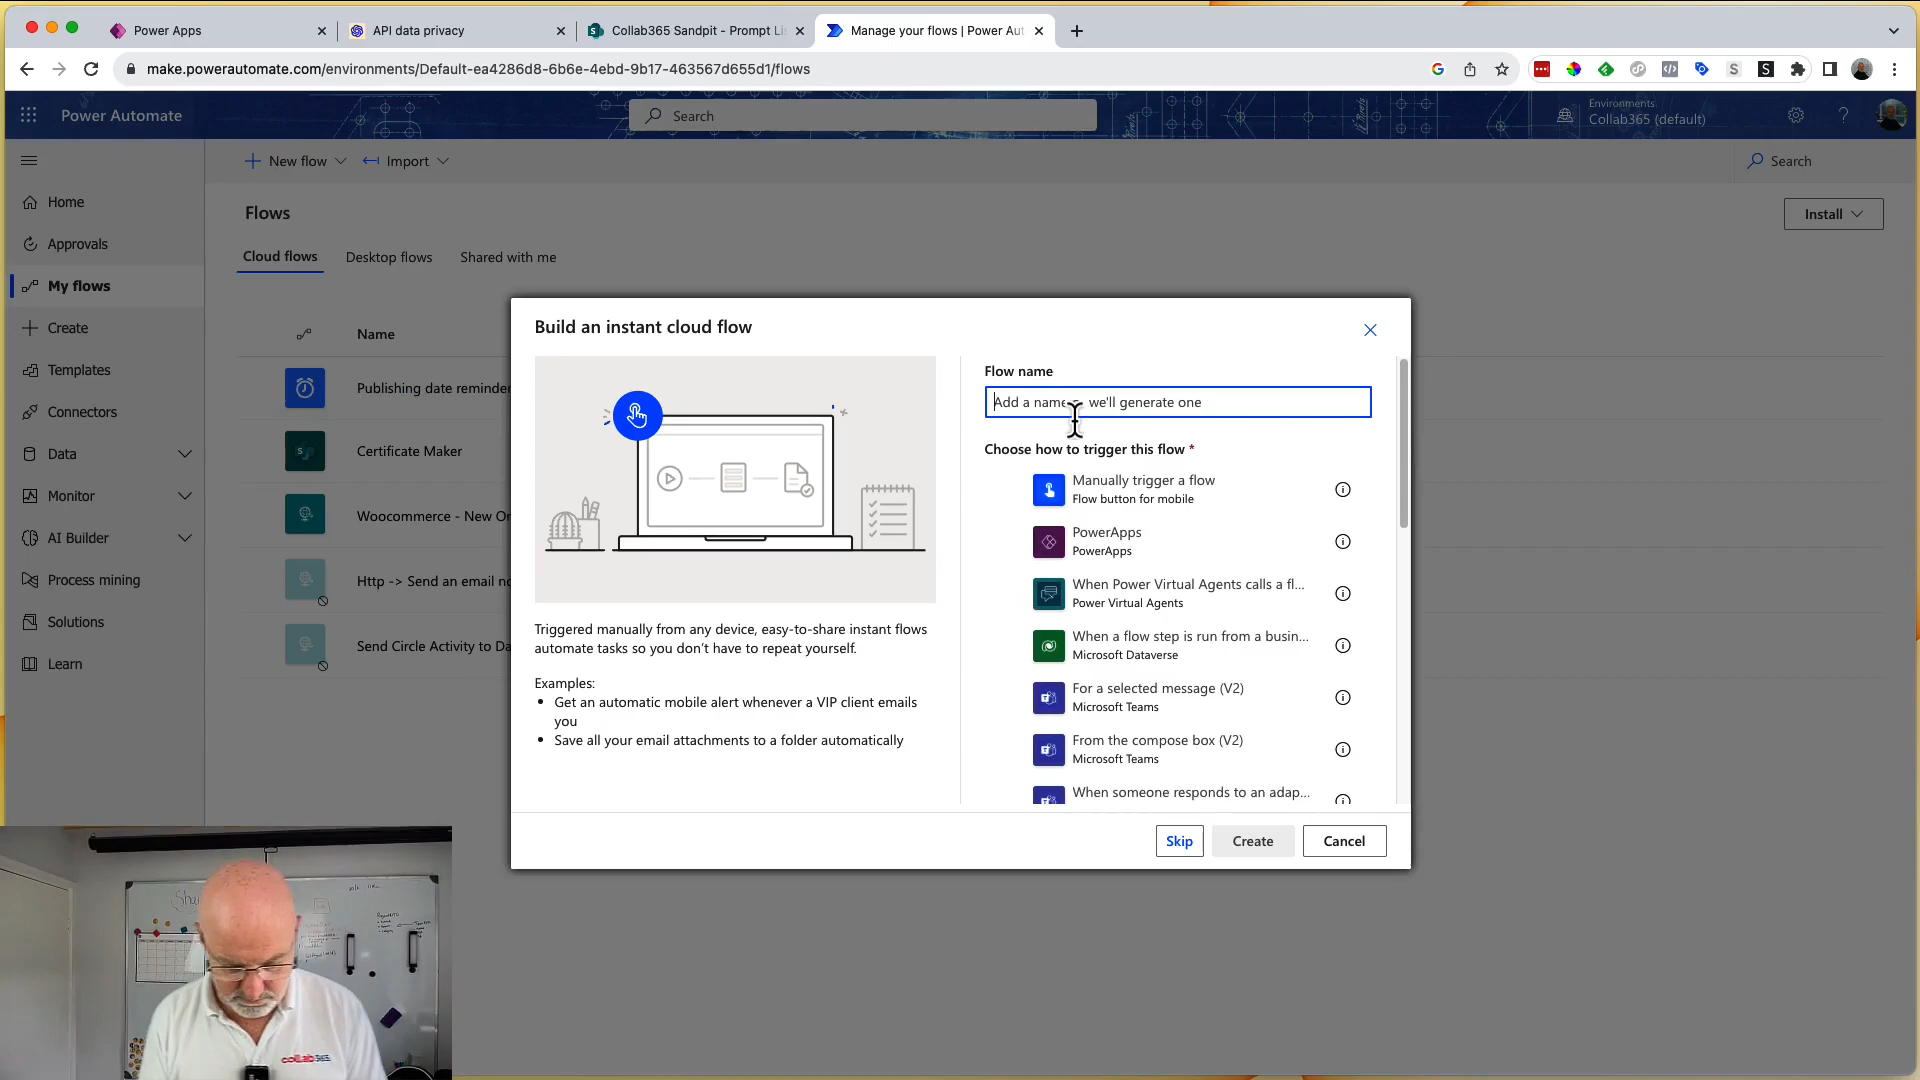 Power Apps
API data privacy
Collab365 Sandpit - Prompt Li
Manage your flows | Power Aut
make.powerautomate.com/environments/Default-ea4286d8-6b6e-4ebd-9b17-463567d655d1/flows
Power Automate
Search
Environments
Collab365 (default)
New flow
Import
Search
Home
Approvals
My flows
Create
Templates
Connectors
Data
Monitor
AI Builder
Process mining
Solutions
Learn
Flows
Install
Cloud flows
Desktop flows
Shared with me
Name
Publishing date reminder
Certificate Maker
Woocommerce - New Or
Http -> Send an email no
Send Circle Activity to Da
Build an instant cloud flow
Triggered manually from any device, easy-to-share instant flows
automate tasks so you don't have to repeat yourself.
Examples:
• Get an automatic mobile alert whenever a VIP client emails
you
• Save all your email attachments to a folder automatically
Flow name
Add a name we'll generate one
Choose how to trigger this flow *
Manually trigger a flow
Flow button for mobile
PowerApps
PowerApps
When Power Virtual Agents calls a fl...
Power Virtual Agents
When a flow step is run from a busin...
Microsoft Dataverse
For a selected message (V2)
Microsoft Teams
From the compose box (V2)
Microsoft Teams
When someone responds to an adap...
Skip
Create
Cancel
collab365